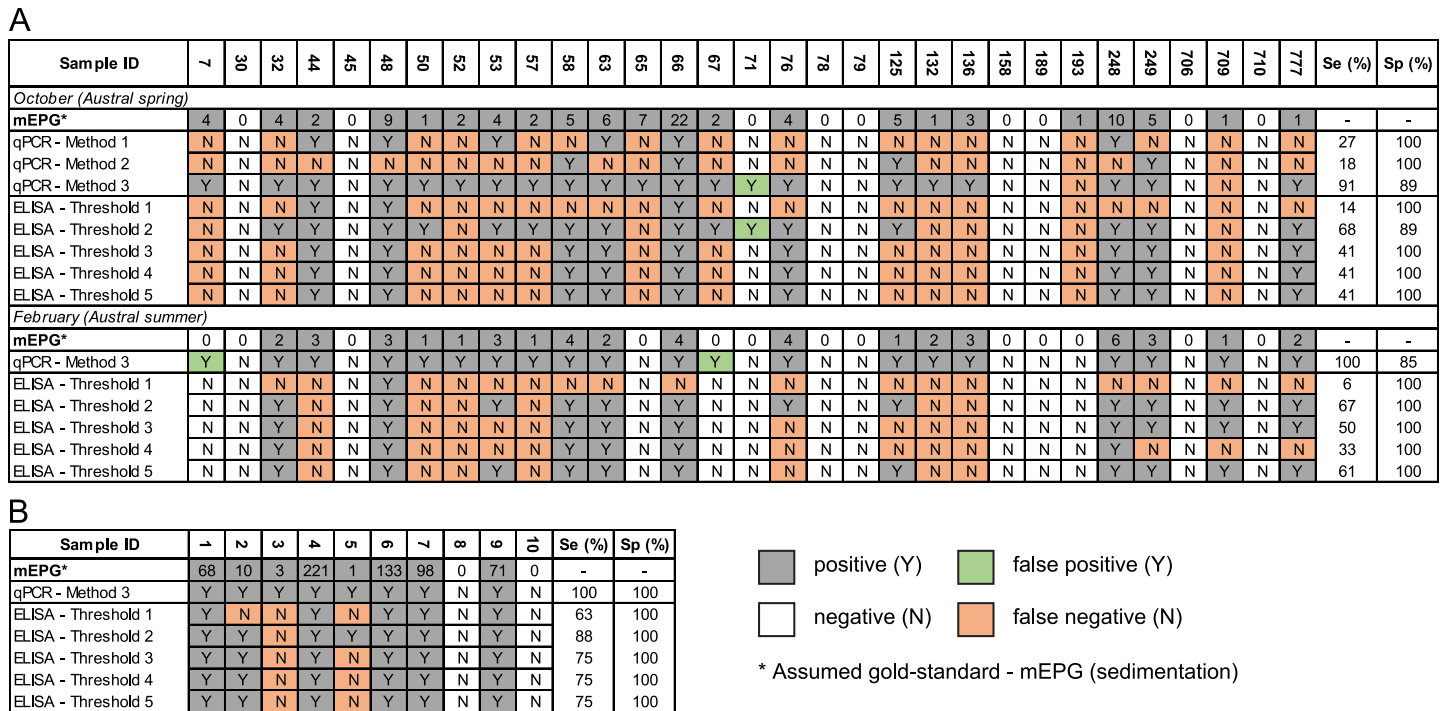 A
Sample ID 7 30 32 44 45 48 50 52 53 57 58 63 65 66 67 71 76 78 79 125 132 136 158 189 193 248 249 706 709 710 777 Se (%) Sp (%)
October (Austral spring)
mEPG* 4 0 4 2 0 9 1 2 4 2 5 6 7 22 2 0 4 0 0 5 1 3 0 0 1 10 5 0 1 0 1 - -
qPCR - Method 1 N N N Y N Y N N Y N N Y N Y N N N N N N N N N N N Y N N N N N 27 100
qPCR - Method 2 N N N N N N N N N N Y N N Y N N N N N Y N N N N N N Y N N N N 18 100
qPCR - Method 3 Y N Y Y N Y Y Y Y Y Y Y Y Y Y Y Y N N Y Y Y N N N Y Y N N N Y 91 89
ELISA - Threshold 1 N N N Y N Y N N N N N N N Y N N N N N N N N N N N N N N N N N 14 100
ELISA - Threshold 2 N N Y Y N Y Y N Y Y Y Y N Y Y Y Y N N Y N N N N N Y Y N N N Y 68 89
ELISA - Threshold 3 N N N Y N Y N N N N Y Y N Y N N Y N N N N N N N N Y Y N N N Y 41 100
ELISA - Threshold 4 N N N Y N Y N N N N Y Y N Y N N Y N N N N N N N N Y Y N N N Y 41 100
ELISA - Threshold 5 N N N Y N Y N N N N Y Y N Y N N Y N N N N N N N N Y Y N N N Y 41 100
February (Austral summer)
mEPG* 0 0 2 3 0 3 1 1 3 1 4 2 0 4 0 0 4 0 0 1 2 3 0 0 0 6 3 0 1 0 2 - -
qPCR - Method 3 Y N Y Y N Y Y Y Y Y Y Y N Y Y N Y N N Y Y Y N N N Y Y N Y N Y 100 85
ELISA - Threshold 1 N N N N N Y N N N N N N N N N N N N N N N N N N N N N N N N N 6 100
ELISA - Threshold 2 N N Y N N Y N N Y N Y Y N Y N N Y N N Y N N N N N Y Y N Y N Y 67 100
ELISA - Threshold 3 N N Y N N Y N N N N Y Y N Y N N N N N N N N N N N Y Y N Y N Y 50 100
ELISA - Threshold 4 N N Y N N Y N N N N Y Y N Y N N N N N N N N N N N Y N N N N N 33 100
ELISA - Threshold 5 N N Y N N Y N N Y N Y Y N Y N N N N N Y N N N N N Y Y N Y N Y 61 100
B
Sample ID 1 2 3 4 5 6 7 8 9 10 Se (%) Sp (%)
mEPG* 68 10 3 221 1 133 98 0 71 0 - -
qPCR - Method 3 Y Y Y Y Y Y Y N Y N 100 100
ELISA - Threshold 1 Y N N Y N Y Y N Y N 63 100
ELISA - Threshold 2 Y Y N Y Y Y Y N Y N 88 100
ELISA - Threshold 3 Y Y N Y N Y Y N Y N 75 100
ELISA - Threshold 4 Y Y N Y N Y Y N Y N 75 100
ELISA - Threshold 5 Y Y N Y N Y Y N Y N 75 100
positive (Y) false positive (Y)
negative (N) false negative (N)
* Assumed gold-standard - mEPG (sedimentation)